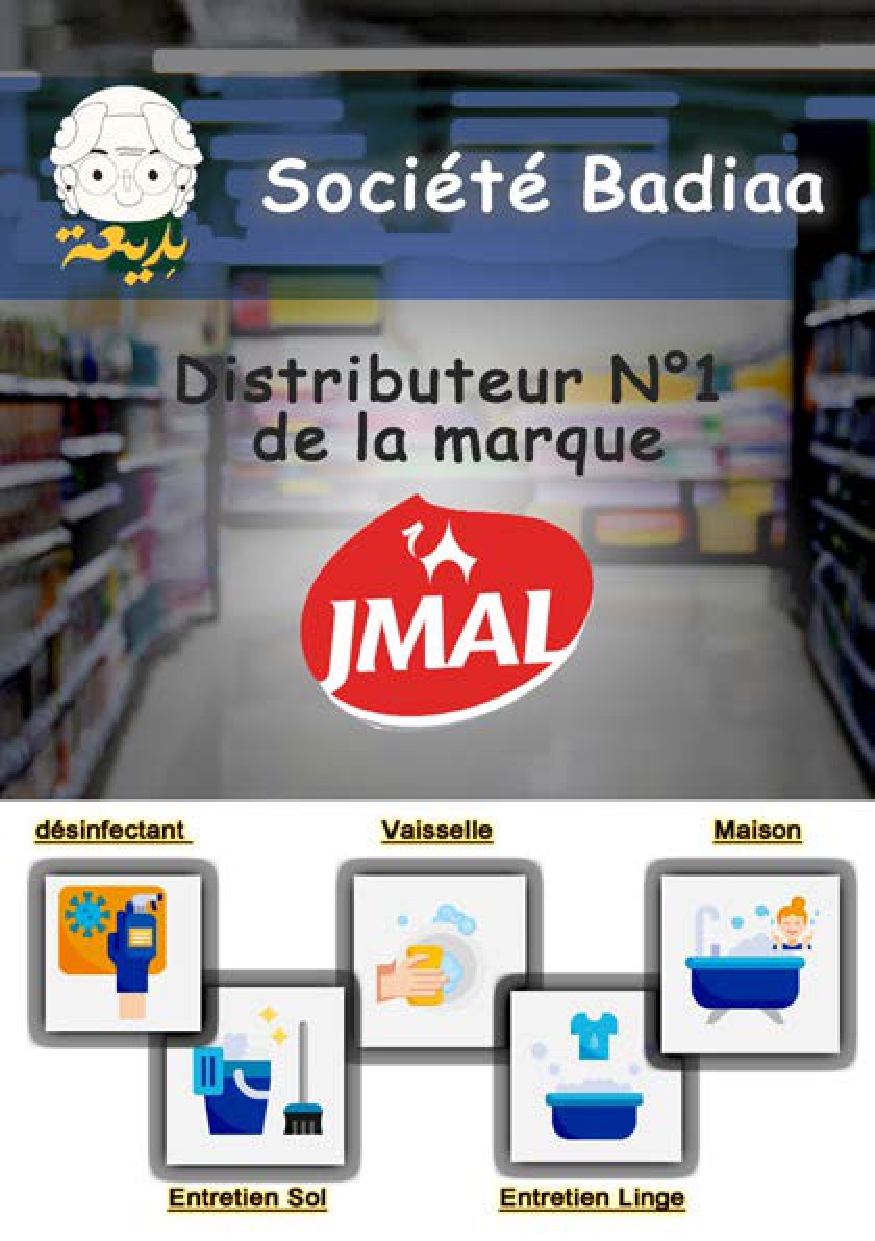 Société Badiaa
بديعة
Distributeur N°1
de la marque
JMAL
désinfectant
Vaisselle
Maison
Entretien Sol
Entretien Linge